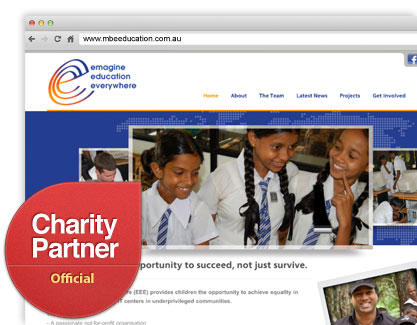 www.mbeeducation.com.au
emagine
education
everywhere
Home About The Team Latest News Projects Get Involved
Charity
Partner
Official
opportunity to succeed, not just survive.
(EEE) provides children the opportunity to achieve equality in
centers in underprivileged communities.
- A passionate not-for-profit organisation